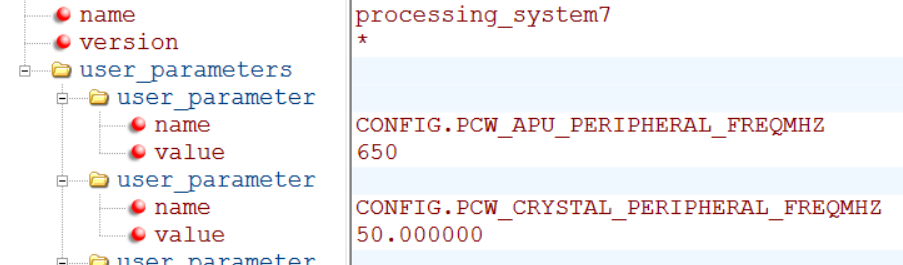 name processing_system7
version *
user_parameters
user_parameter
name CONFIG.PCW_APU_PERIPHERAL_FREQMHZ
value 650
user_parameter
name CONFIG.PCW_CRYSTAL_PERIPHERAL_FREQMHZ
value 50.000000
user_parameter